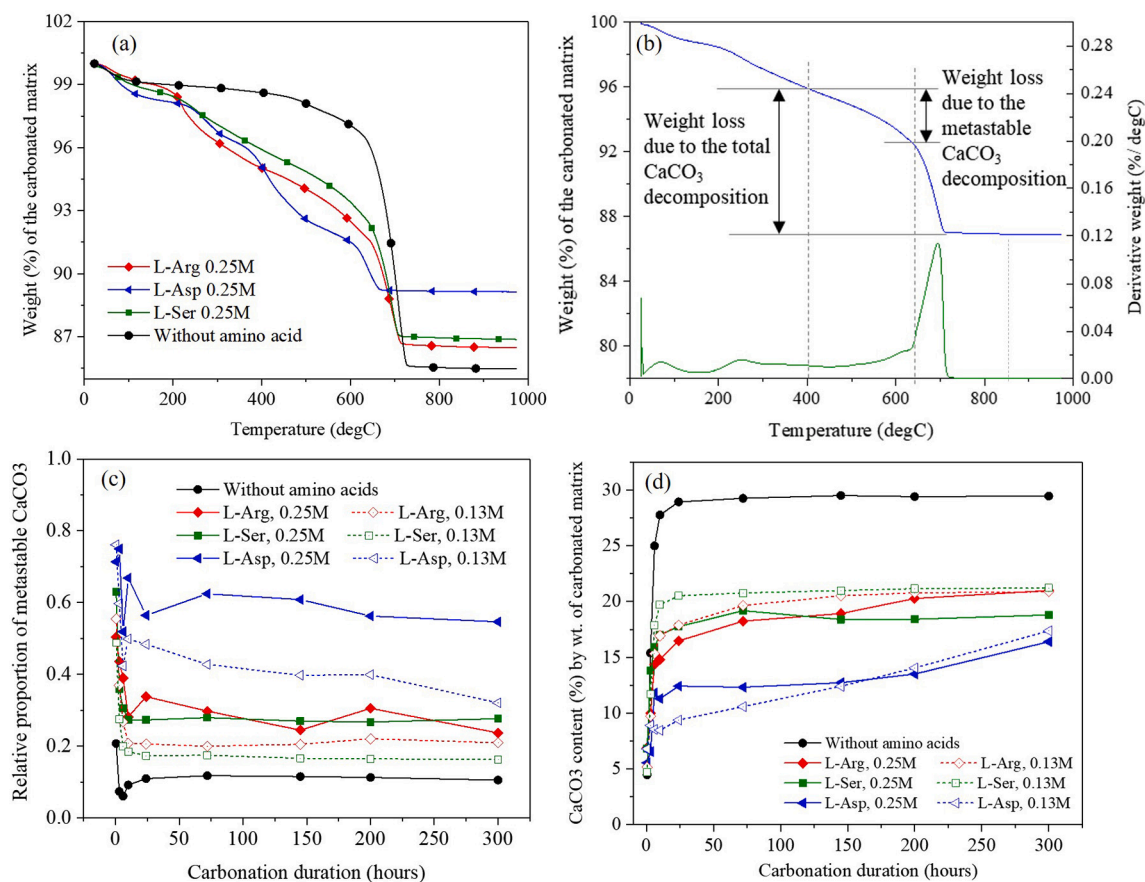 (a)
102
99
96
93
90
87
Weight (%) of the carbonated matrix
L-Arg 0.25M
L-Asp 0.25M
L-Ser 0.25M
Without amino acid
0 200 400 600 800 1000
Temperature (degC)
(b)
100
96
92
88
84
80
Weight (%) of the carbonated matrix
Weight loss
due to the total
CaCO3
decomposition
Weight loss
due to the
metastable
CaCO3
decomposition
0.28
0.24
0.20
0.16
0.12
0.08
0.04
0.00
Derivative weight (%/ degC)
0 200 400 600 800 1000
Temperature (degC)
(c)
1.0
0.8
0.6
0.4
0.2
0.0
Relative proportion of metastable CaCO3
Without amino acids
L-Arg, 0.25M L-Arg, 0.13M
L-Ser, 0.25M L-Ser, 0.13M
L-Asp, 0.25M L-Asp, 0.13M
0 50 100 150 200 250 300
Carbonation duration (hours)
(d)
30
25
20
15
10
5
0
CaCO3 content (%) by wt. of carbonated matrix
Without amino acids
L-Arg, 0.25M L-Arg, 0.13M
L-Ser, 0.25M L-Ser, 0.13M
L-Asp, 0.25M L-Asp, 0.13M
0 50 100 150 200 250 300
Carbonation duration (hours)